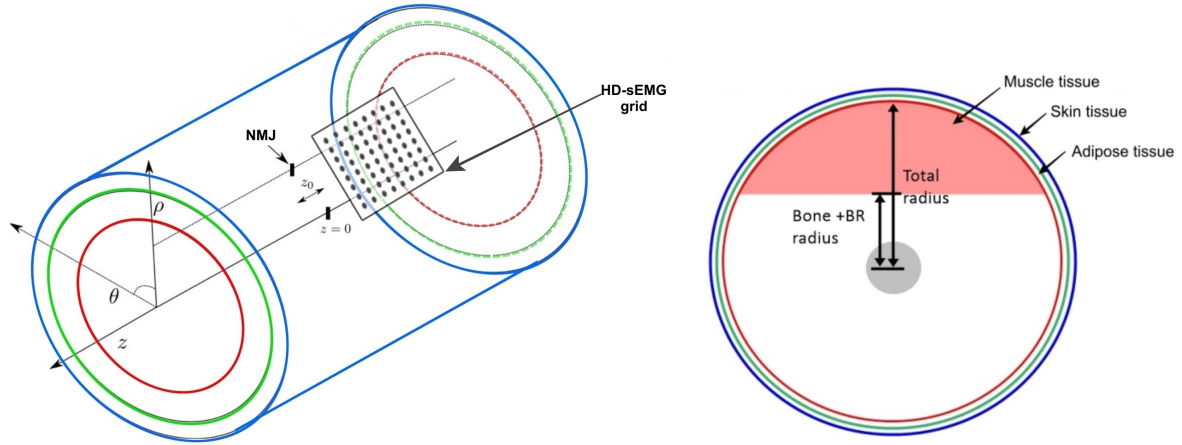 HD-sEMG
grid
NMJ
z₀
z = 0
ρ
θ
z
Muscle tissue
Skin tissue
Adipose tissue
Total
radius
Bone +BR
radius